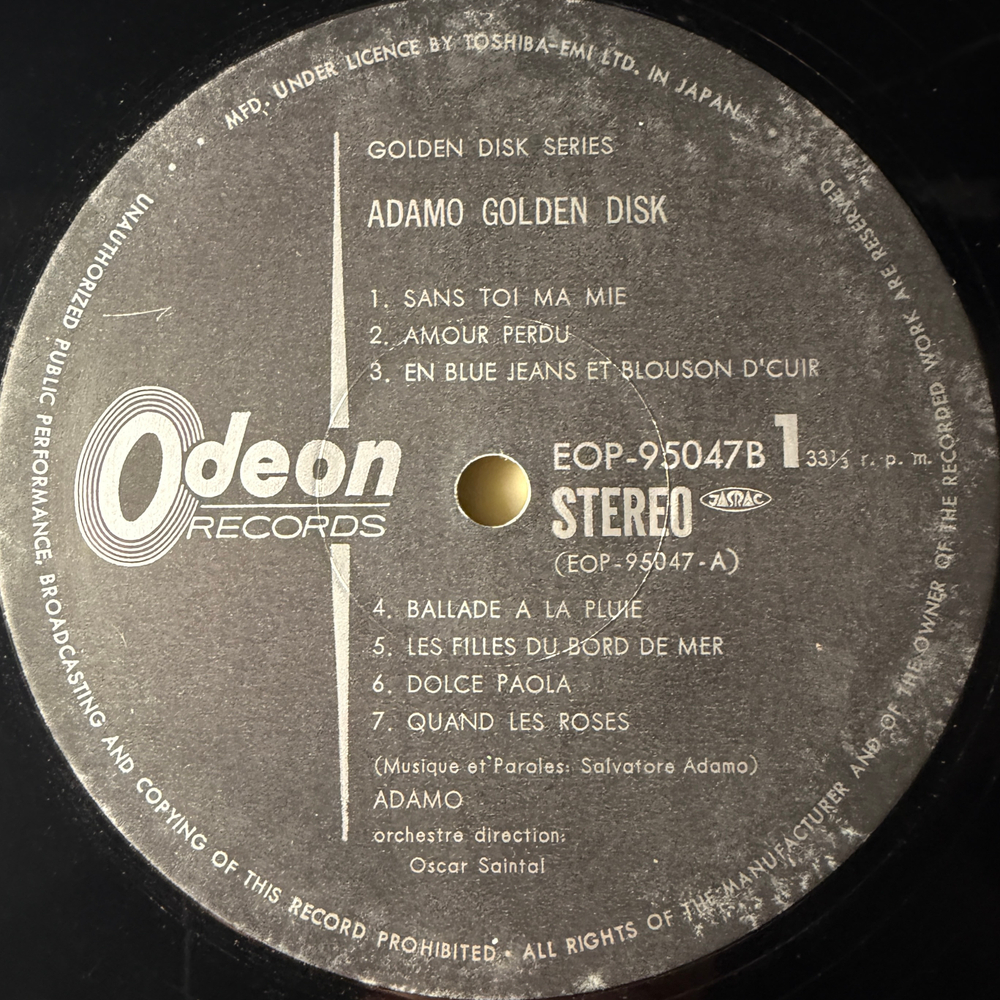 MFD. UNDER LICENCE BY TOSHIBA-EMI LTD. IN JAPAN
GOLDEN DISK SERIES
ADAMO GOLDEN DISK
1. SANS TOI MA MIE
2. AMOUR PERDU
3. EN BLUE JEANS ET BLOUSON D'CUIR
Odeon
RECORDS
EOP-95047B 1 33⅓ r. p. m.
STEREO JASRAC
(EOP-95047-A)
4. BALLADE A LA PLUIE
5. LES FILLES DU BORD DE MER
6. DOLCE PAOLA
7. QUAND LES ROSES
(Musique et Paroles: Salvatore Adamo)
ADAMO
orchestre direction:
Oscar Saintal
UNAUTHORIZED PUBLIC PERFORMANCE, BROADCASTING AND COPYING OF THIS RECORD PROHIBITED • ALL RIGHTS OF THE MANUFACTURER AND OF THE OWNER OF THE RECORDED WORK ARE RESERVED